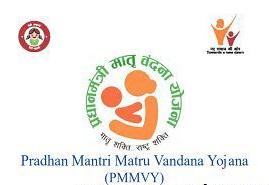 प्रधानमंत्री मातृ वंदना योजना
मातृ शक्ति राष्ट्र शक्ति
Pradhan Mantri Matru Vandana Yojana
(PMMVY)